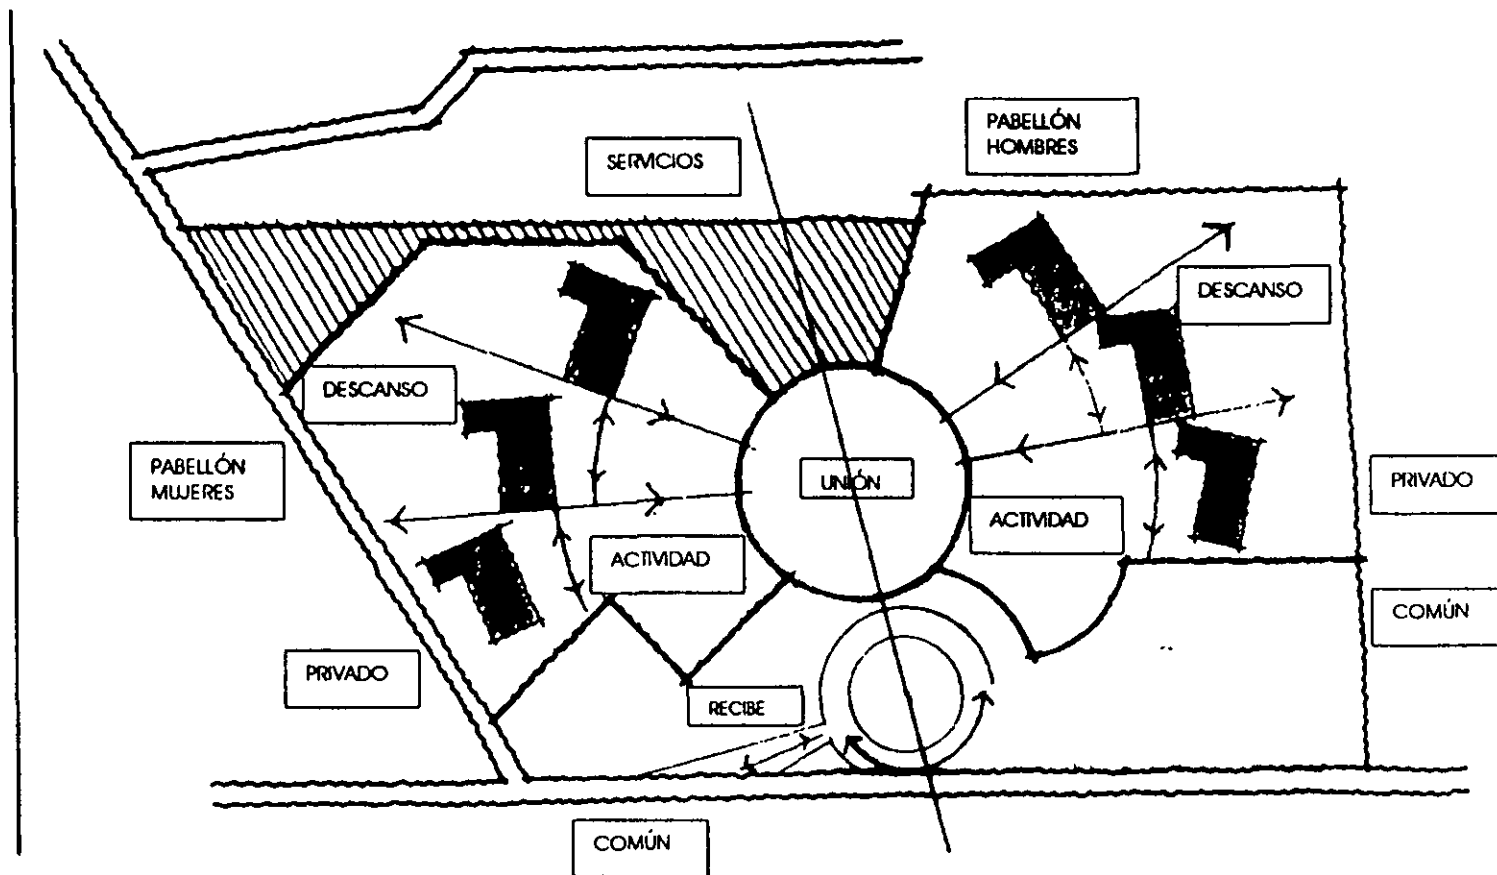 PABELLÓN
HOMBRES
SERVICIOS
DESCANSO
DESCANSO
PABELLÓN
MUJERES
UNIÓN
PRIVADO
ACTIVIDAD
ACTIVIDAD
COMÚN
PRIVADO
RECIBE
COMÚN